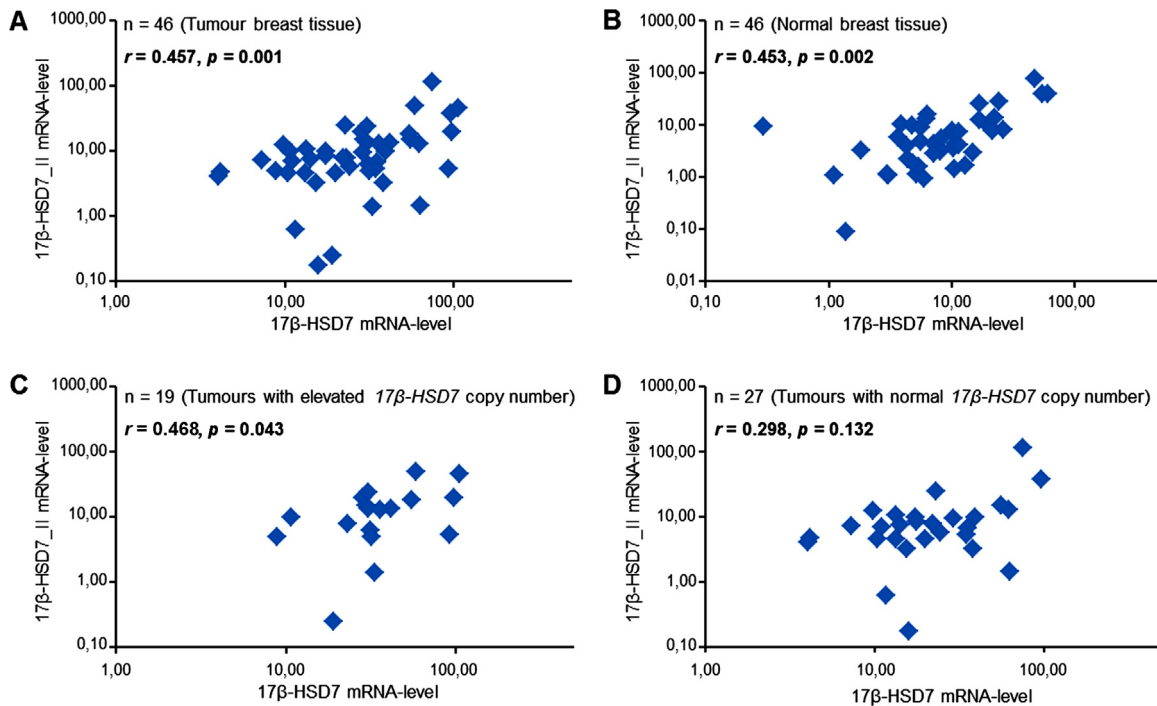 A
n = 46 (Tumour breast tissue)
r = 0.457, p = 0.001
17β-HSD7_II mRNA-level
1000,00
100,00
10,00
1,00
0,10
1,00 10,00 100,00
17β-HSD7 mRNA-level
B
n = 46 (Normal breast tissue)
r = 0.453, p = 0.002
17β-HSD7_II mRNA-level
1000,00
100,00
10,00
1,00
0,10
0,01
0,10 1,00 10,00 100,00
17β-HSD7 mRNA-level
C
n = 19 (Tumours with elevated 17β-HSD7 copy number)
r = 0.468, p = 0.043
17β-HSD7_II mRNA-level
1000,00
100,00
10,00
1,00
0,10
1,00 10,00 100,00
17β-HSD7 mRNA-level
D
n = 27 (Tumours with normal 17β-HSD7 copy number)
r = 0.298, p = 0.132
17β-HSD7_II mRNA-level
1000,00
100,00
10,00
1,00
0,10
1,00 10,00 100,00
17β-HSD7 mRNA-level